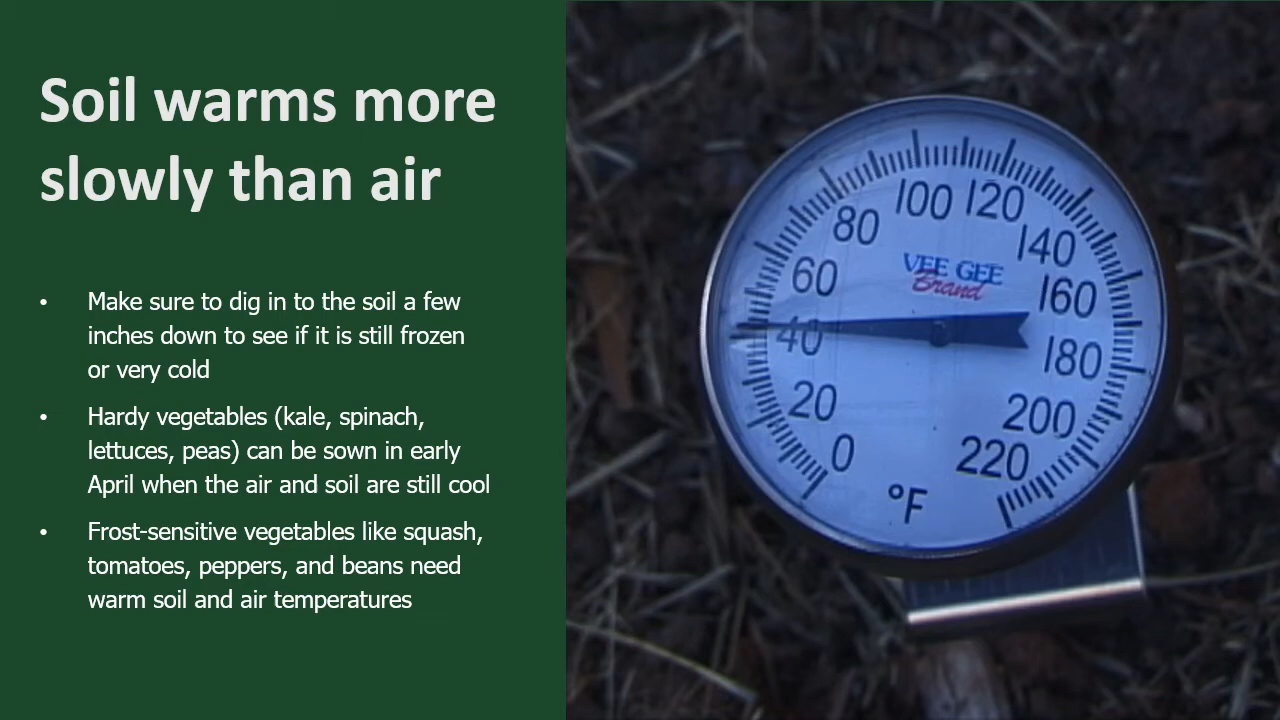 Soil warms more
slowly than air
• Make sure to dig in to the soil a few
inches down to see if it is still frozen
or very cold
• Hardy vegetables (kale, spinach,
lettuces, peas) can be sown in early
April when the air and soil are still cool
• Frost-sensitive vegetables like squash,
tomatoes, peppers, and beans need
warm soil and air temperatures
0
20
40
60
80
100
120
140
160
180
200
220
VEE GEE
Brand
°F